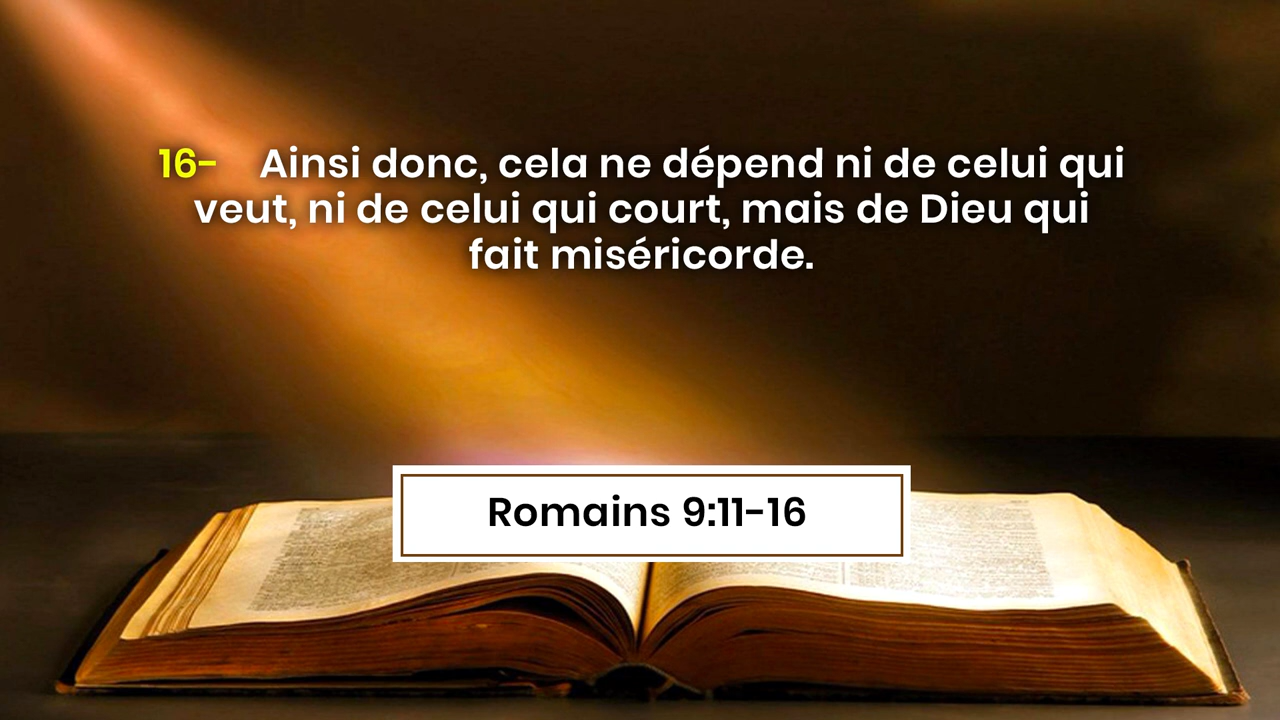 16- Ainsi donc, cela ne dépend ni de celui qui
veut, ni de celui qui court, mais de Dieu qui
fait miséricorde.
Romains 9:11-16